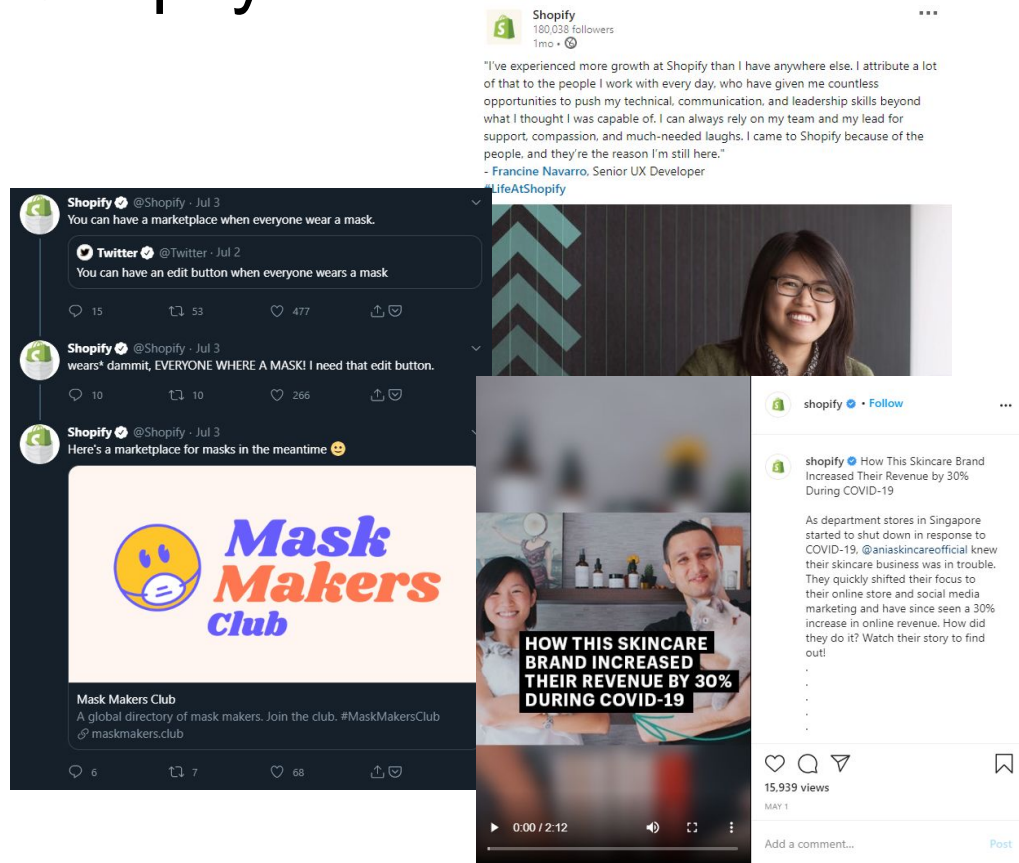 Shopify
180,038 followers
1mo •
"I've experienced more growth at Shopify than I have anywhere else. I attribute a lot
of that to the people I work with every day, who have given me countless
opportunities to push my technical, communication, and leadership skills beyond
what I thought I was capable of. I can always rely on my team and my lead for
support, compassion, and much-needed laughs. I came to Shopify because of the
people, and they're the reason I'm still here."
- Francine Navarro, Senior UX Developer
#LifeAtShopify
Shopify @Shopify · Jul 3
You can have a marketplace when everyone wear a mask.
Twitter @Twitter · Jul 2
You can have an edit button when everyone wears a mask
15 53 477
Shopify @Shopify · Jul 3
wears* dammit, EVERYONE WHERE A MASK! I need that edit button.
10 10 266
Shopify @Shopify · Jul 3
Here's a marketplace for masks in the meantime
Mask
Makers
Club
Mask Makers Club
A global directory of mask makers. Join the club. #MaskMakersClub
maskmakers.club
6 7 68
HOW THIS SKINCARE
BRAND INCREASED
THEIR REVENUE BY 30%
DURING COVID-19
0:00 / 2:12
shopify • Follow
shopify How This Skincare Brand
Increased Their Revenue by 30%
During COVID-19
As department stores in Singapore
started to shut down in response to
COVID-19, @aniaskincareofficial knew
their skincare business was in trouble.
They quickly shifted their focus to
their online store and social media
marketing and have since seen a 30%
increase in online revenue. How did
they do it? Watch their story to find
out!
.
.
.
.
.
15,939 views
MAY 1
Add a comment... Post